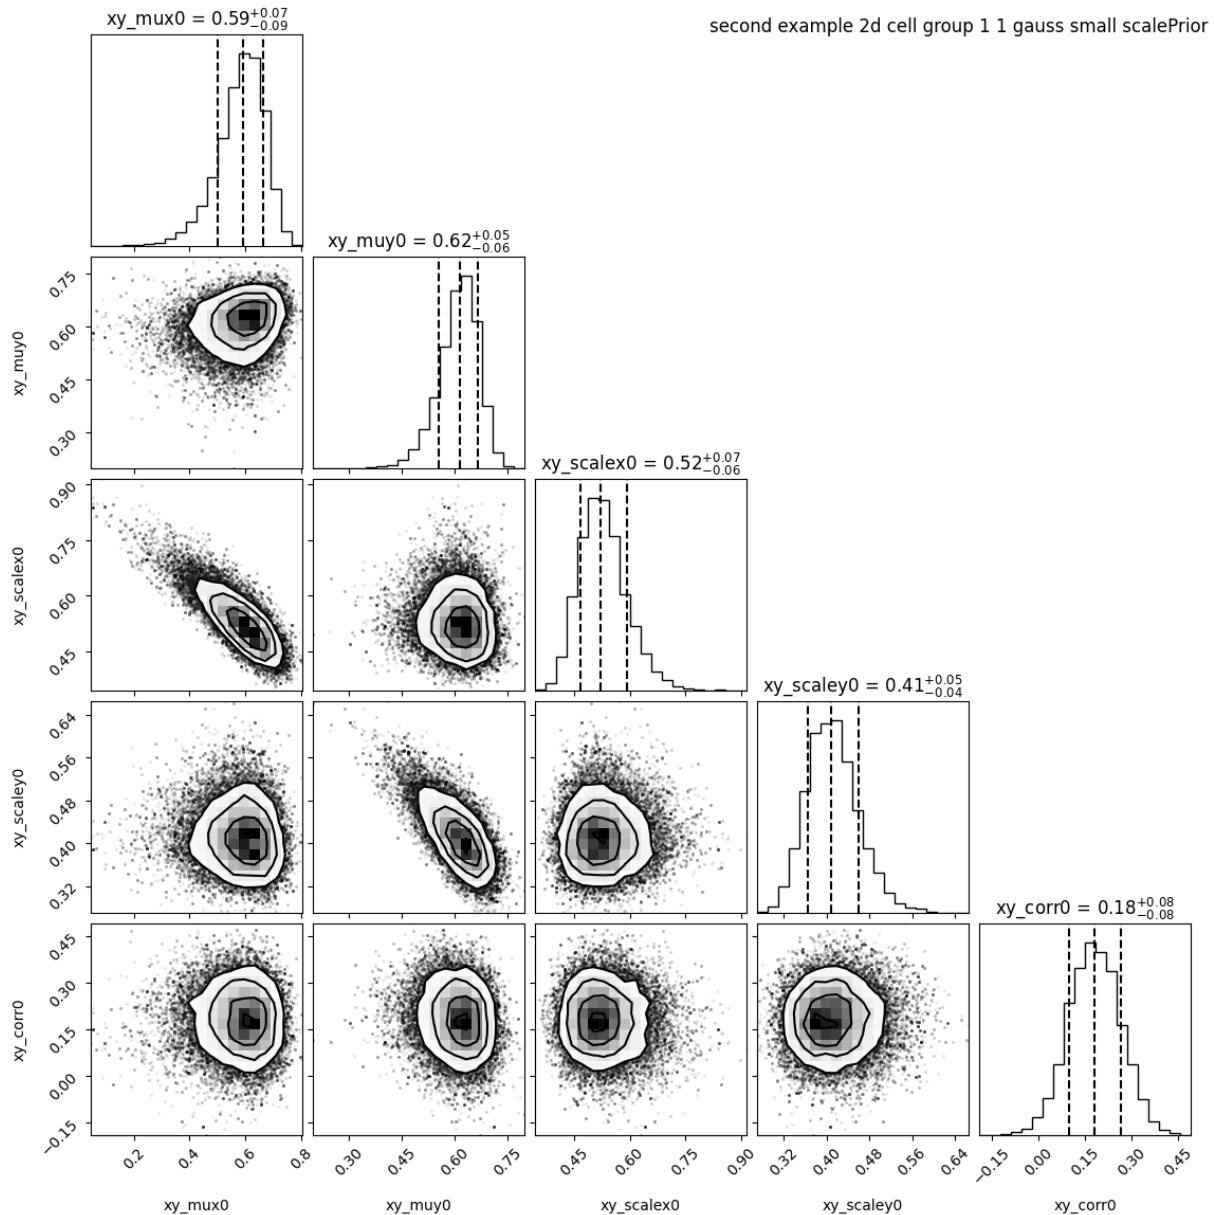 xy_mux0 = 0.59+0.07 −0.09
second example 2d cell group 1 1 gauss small scalePrior
xy_muy0 = 0.62+0.05 −0.06
0.75
0.60
0.45
0.30
xy_muy0
xy_scalex0 = 0.52+0.07 −0.06
0.90
0.75
0.60
0.45
xy_scalex0
xy_scaley0 = 0.41+0.05 −0.04
0.64
0.56
0.48
0.40
0.32
xy_scaley0
xy_corr0 = 0.18+0.08 −0.08
0.45
0.30
0.15
0.00
−0.15
xy_corr0
0.2 0.4 0.6 0.8
0.30 0.45 0.60 0.75
0.45 0.60 0.75 0.90
0.32 0.40 0.48 0.56 0.64
−0.15 0.00 0.15 0.30 0.45
xy_mux0
xy_muy0
xy_scalex0
xy_scaley0
xy_corr0